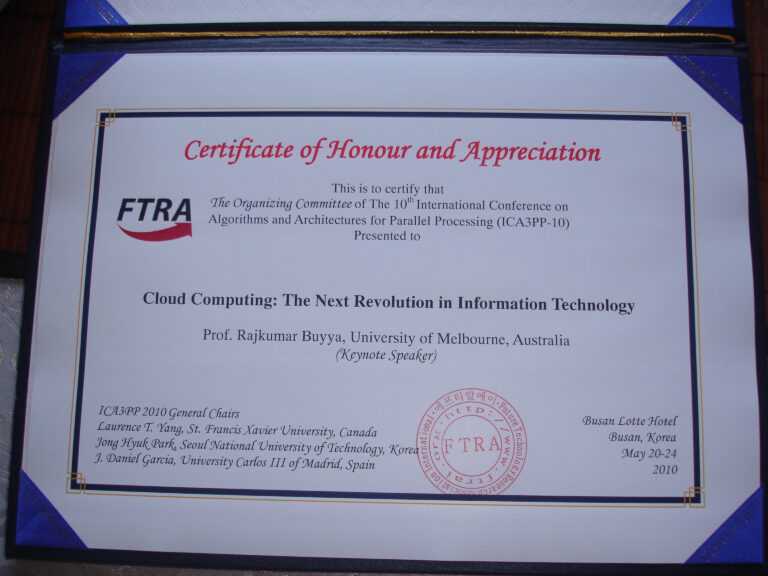 Certificate of Honour and Appreciation
FTRA
This is to certify that
The Organizing Committee of The 10th International Conference on
Algorithms and Architectures for Parallel Processing (ICA3PP-10)
Presented to
Cloud Computing: The Next Revolution in Information Technology
Prof. Rajkumar Buyya, University of Melbourne, Australia
(Keynote Speaker)
ICA3PP 2010 General Chairs
Laurence T. Yang, St. Francis Xavier University, Canada
Jong Hyuk Park, Seoul National University of Technology, Korea
J. Daniel Garcia, University Carlos III of Madrid, Spain
FTRA
Busan Lotte Hotel
Busan, Korea
May 20-24
2010